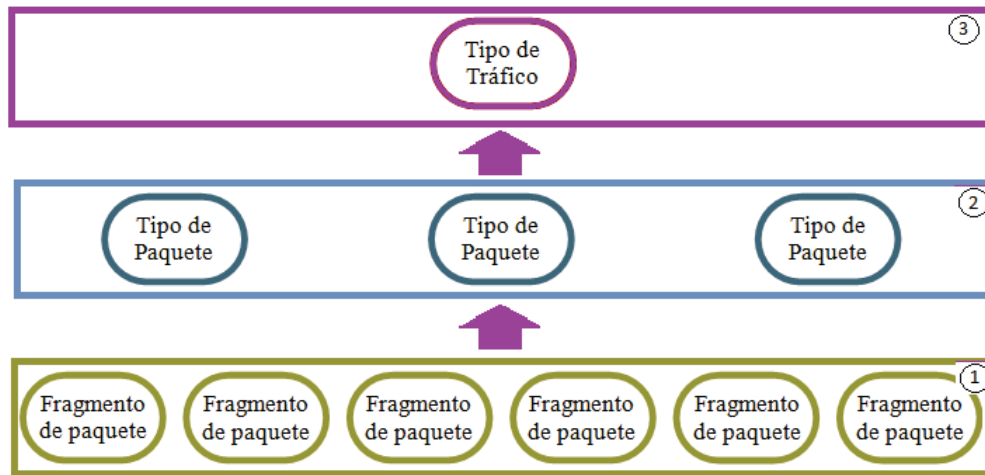 3
Tipo de
Tráfico
2
Tipo de
Paquete
Tipo de
Paquete
Tipo de
Paquete
1
Fragmento
de paquete
Fragmento
de paquete
Fragmento
de paquete
Fragmento
de paquete
Fragmento
de paquete
Fragmento
de paquete